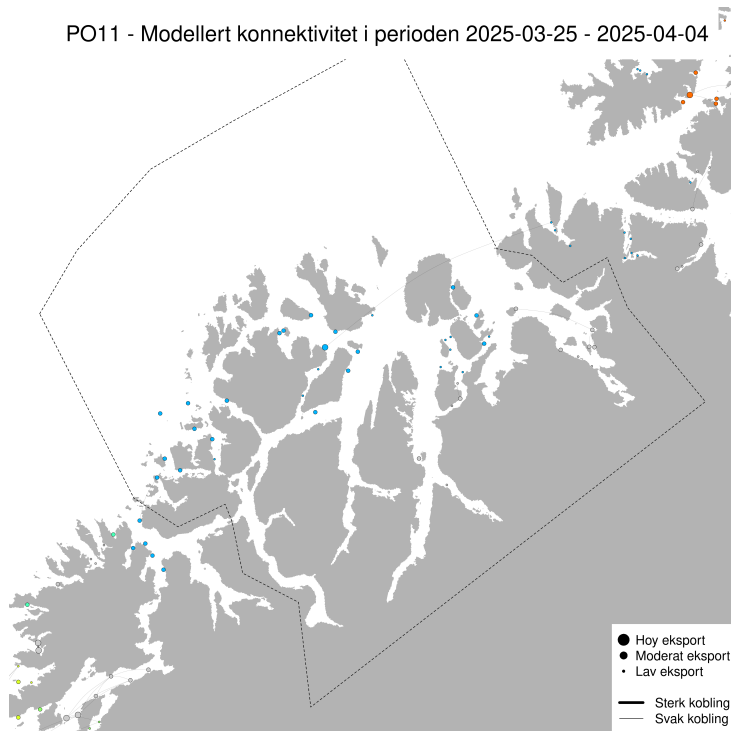 PO11 - Modellert konnektivitet i perioden 2025-03-25 - 2025-04-04
Hoy eksport
Moderat eksport
Lav eksport
Sterk kobling
Svak kobling